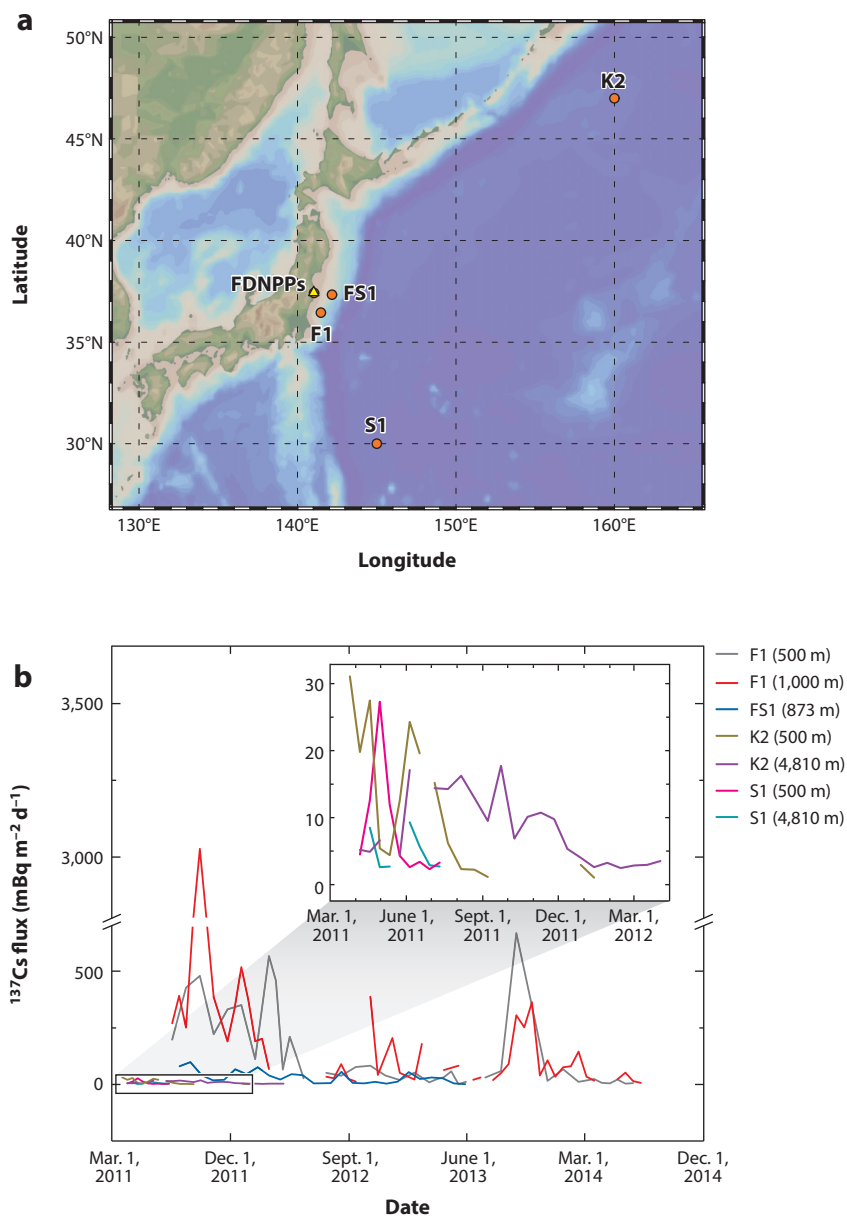 a
50°N
45°N
40°N
35°N
30°N
Latitude
K2
FDNPPs
FS1
F1
S1
130°E
140°E
150°E
160°E
Longitude
b
3,500
3,000
500
0
¹³⁷Cs flux (mBq m⁻² d⁻¹)
30
20
10
5
0
Mar. 1,
2011
June 1,
2011
Sept. 1,
2011
Dec. 1,
2011
Mar. 1,
2012
F1 (500 m)
F1 (1,000 m)
FS1 (873 m)
K2 (500 m)
K2 (4,810 m)
S1 (500 m)
S1 (4,810 m)
Mar. 1,
2011
Dec. 1,
2011
Sept. 1,
2012
June 1,
2013
Mar. 1,
2014
Dec. 1,
2014
Date